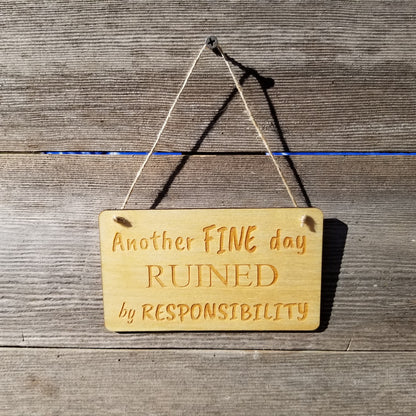 Another FINE day
RUINED
by RESPONSIBILITY